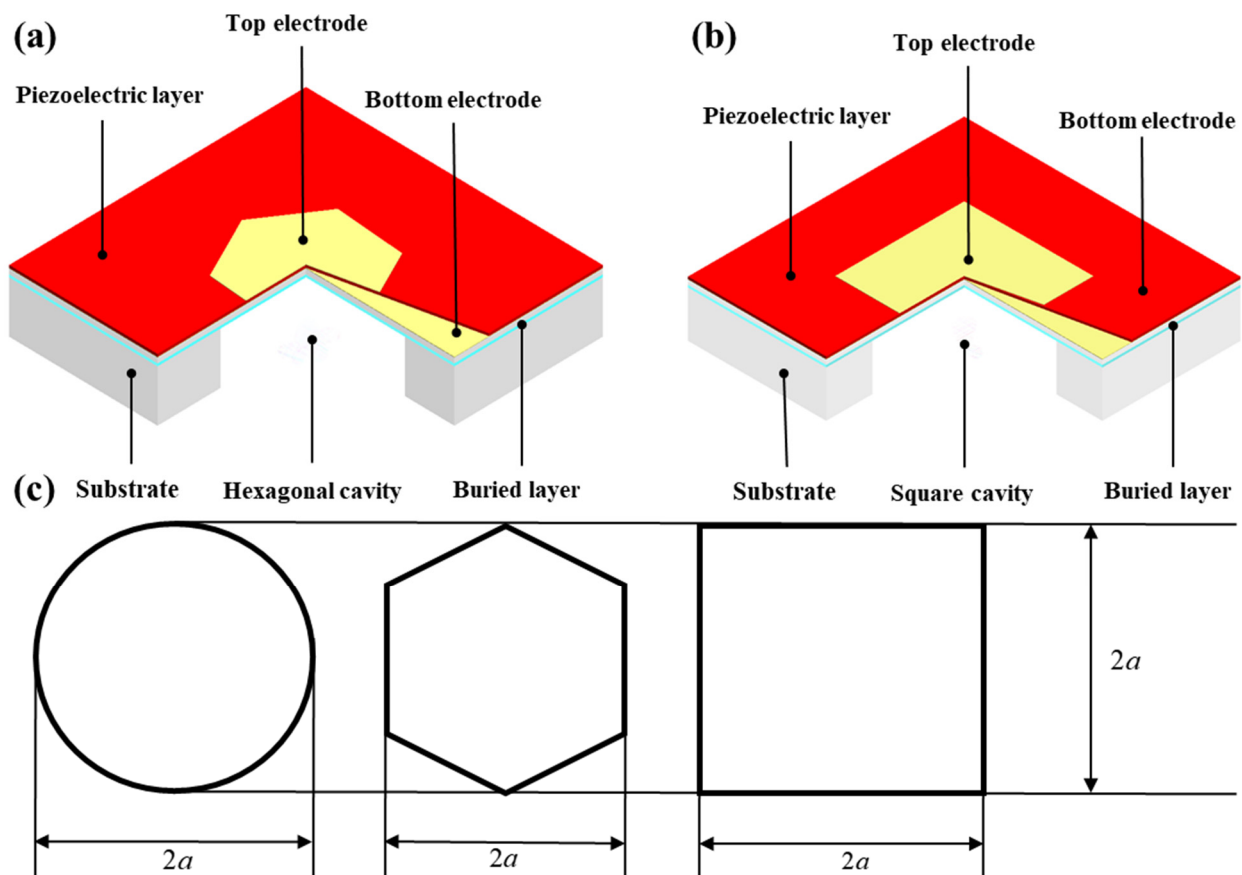 (a)
Top electrode
Piezoelectric layer
Bottom electrode
Substrate
Hexagonal cavity
Buried layer
(b)
Top electrode
Piezoelectric layer
Bottom electrode
Substrate
Square cavity
Buried layer
(c)
2a
2a
2a
2a